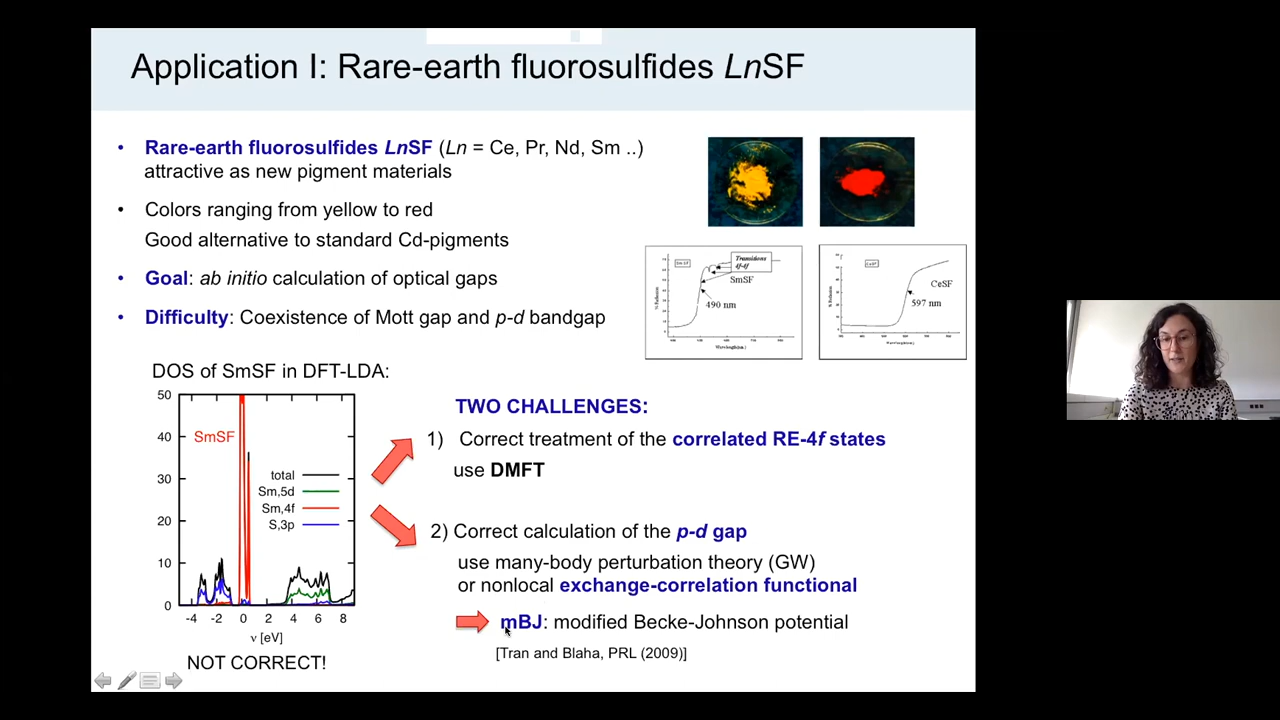 Application I: Rare-earth fluorosulfides LnSF
• Rare-earth fluorosulfides LnSF (Ln = Ce, Pr, Nd, Sm ..)
attractive as new pigment materials
• Colors ranging from yellow to red
Good alternative to standard Cd-pigments
• Goal: ab initio calculation of optical gaps
• Difficulty: Coexistence of Mott gap and p-d bandgap
Transitions
4f-4f
SmSF
490 nm
CeSF
597 nm
DOS of SmSF in DFT-LDA:
50
40
30
20
10
0
SmSF
total
Sm,5d
Sm,4f
S,3p
-4 -2 0 2 4 6 8
ν [eV]
NOT CORRECT!
TWO CHALLENGES:
1) Correct treatment of the correlated RE-4f states
use DMFT
2) Correct calculation of the p-d gap
use many-body perturbation theory (GW)
or nonlocal exchange-correlation functional
mBJ: modified Becke-Johnson potential
[Tran and Blaha, PRL (2009)]